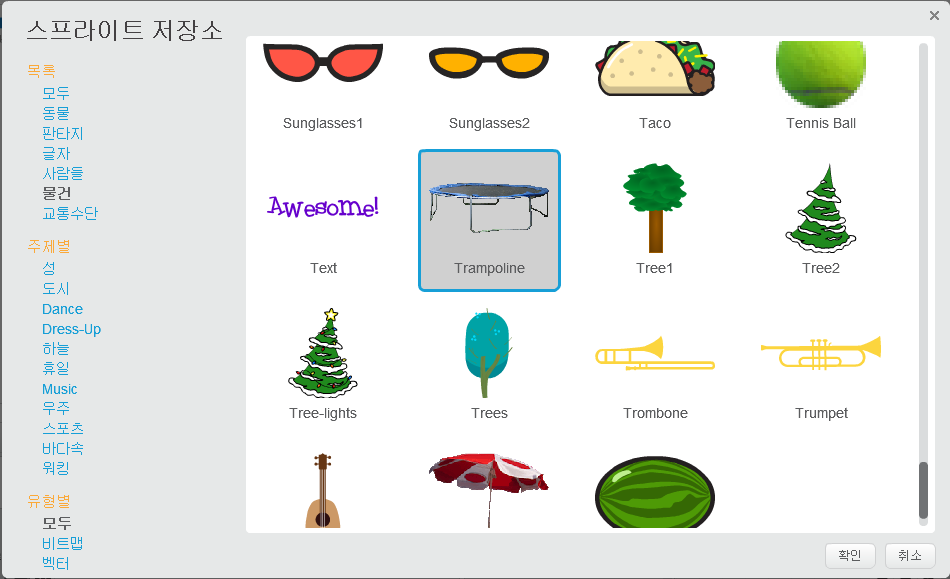 스프라이트 저장소
×
목록
모두
동물
판타지
글자
사람들
물건
교통수단
주제별
성
도시
Dance
Dress-Up
하늘
휴일
Music
우주
스포츠
바다속
워킹
유형별
모두
비트맵
벡터
Sunglasses1
Sunglasses2
Taco
Tennis Ball
Awesome!
Text
Trampoline
Tree1
Tree2
Tree-lights
Trees
Trombone
Trumpet
확인
취소